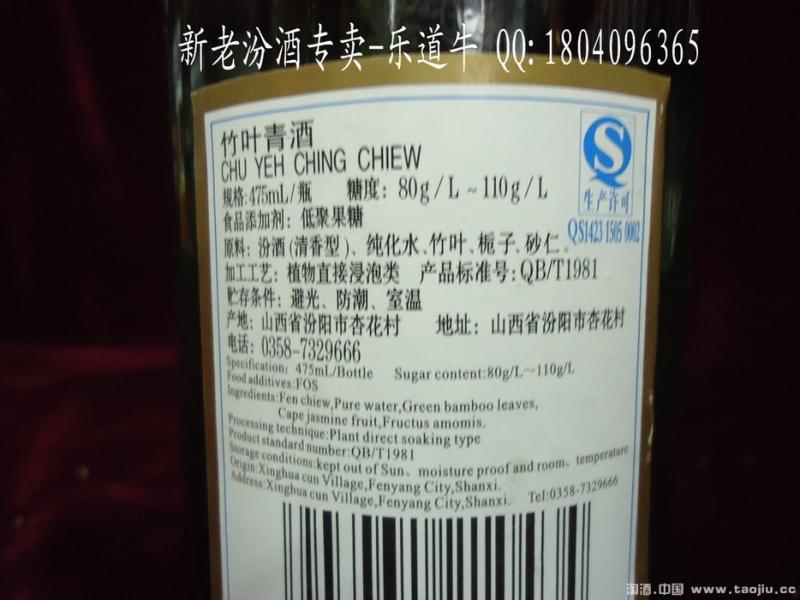 新老汾酒专卖-乐道牛 QQ:1804096365
竹叶青酒
CHU YEH CHING CHIEW
规格:475mL/瓶 糖度: 80g/L~110g/L
食品添加剂: 低聚果糖
原料: 汾酒(清香型)、纯化水、竹叶、栀子、砂仁。
加工工艺: 植物直接浸泡类 产品标准号:QB/T1981
贮存条件: 避光、防潮、室温
产地: 山西省汾阳市杏花村 地址: 山西省汾阳市杏花村
电话: 0358-7329666
生产许可
QS1423 1505 0002
Specification: 475mL/Bottle Sugar content:80g/L~110g/L
Food additives:FOS
Ingredients:Fen chiew,Pure water,Green bamboo leaves,
Cape jasmine fruit,Fructus amomis.
Processing technique:Plant direct soaking type
Product standard number:QB/T1981
Storage conditions:kept out of Sun、moisture proof and room、temperature
Origin:Xinghua cun Village,Fenyang City,Shanxi.
Address:Xinghua cun Village,Fenyang City,Shanxi. Tel:0358-7329666
淘酒.中国 www.taojiu.cc